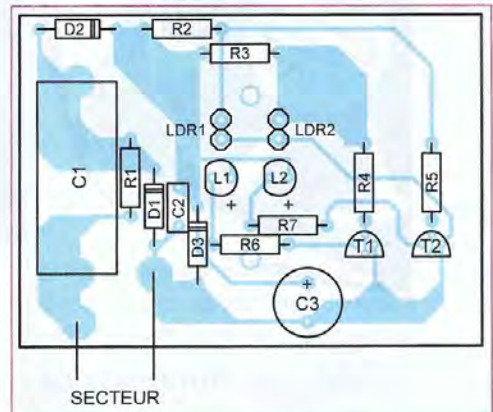 D2
R2
R3
LDR1
LDR2
C1
R1
D1
C2
L1
L2
R4
R5
+
+
R7
D3
R6
T1
T2
+
C3
SECTEUR